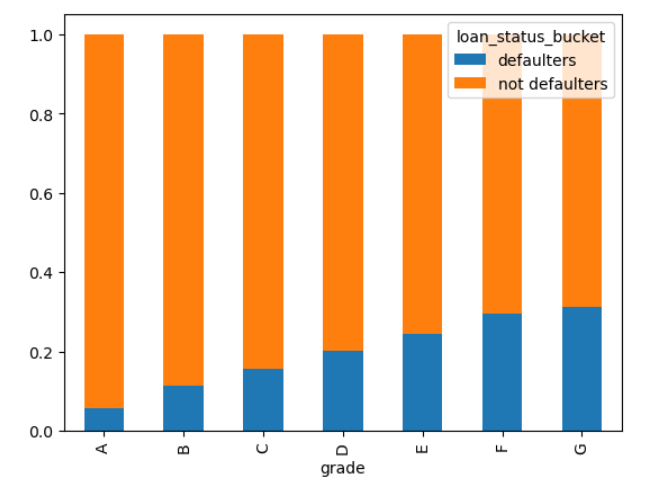 loan_status_bucket
defaulters
not defaulters
1.0
0.8
0.6
0.4
0.2
0.0
A B C D E F G
grade